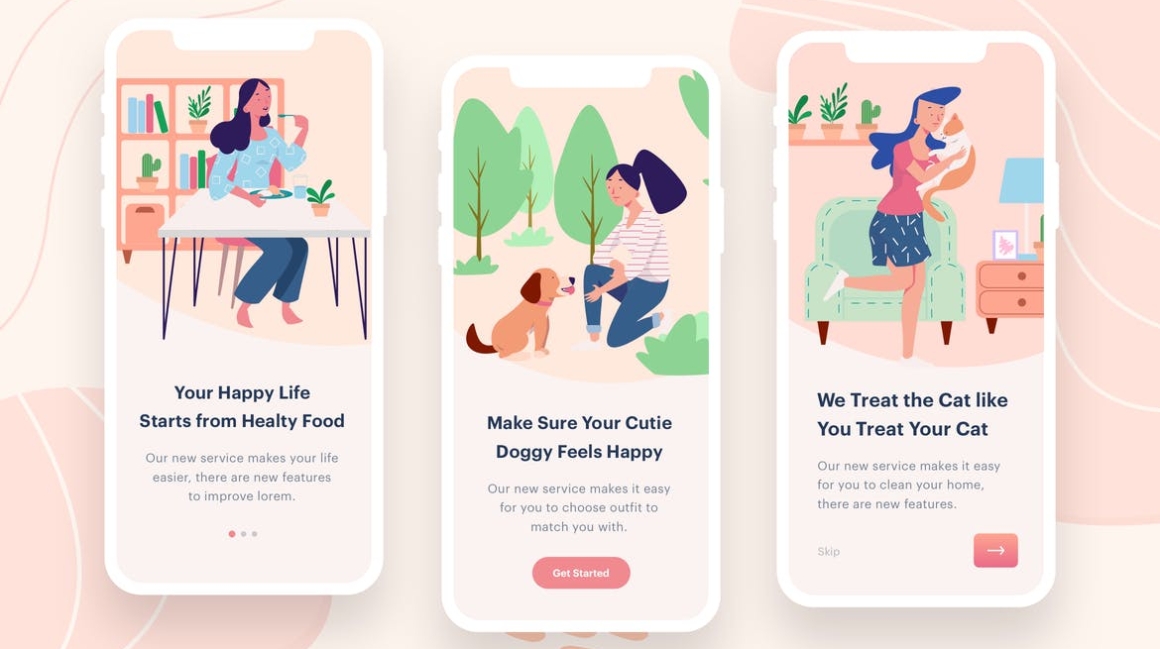 Your Happy Life
Starts from Healty Food
Our new service makes your life
easier, there are new features
to improve lorem.
Make Sure Your Cutie
Doggy Feels Happy
Our new service makes it easy
for you to choose outfit to
match you with.
Get Started
We Treat the Cat like
You Treat Your Cat
Our new service makes it easy
for you to clean your home,
there are new features.
Skip